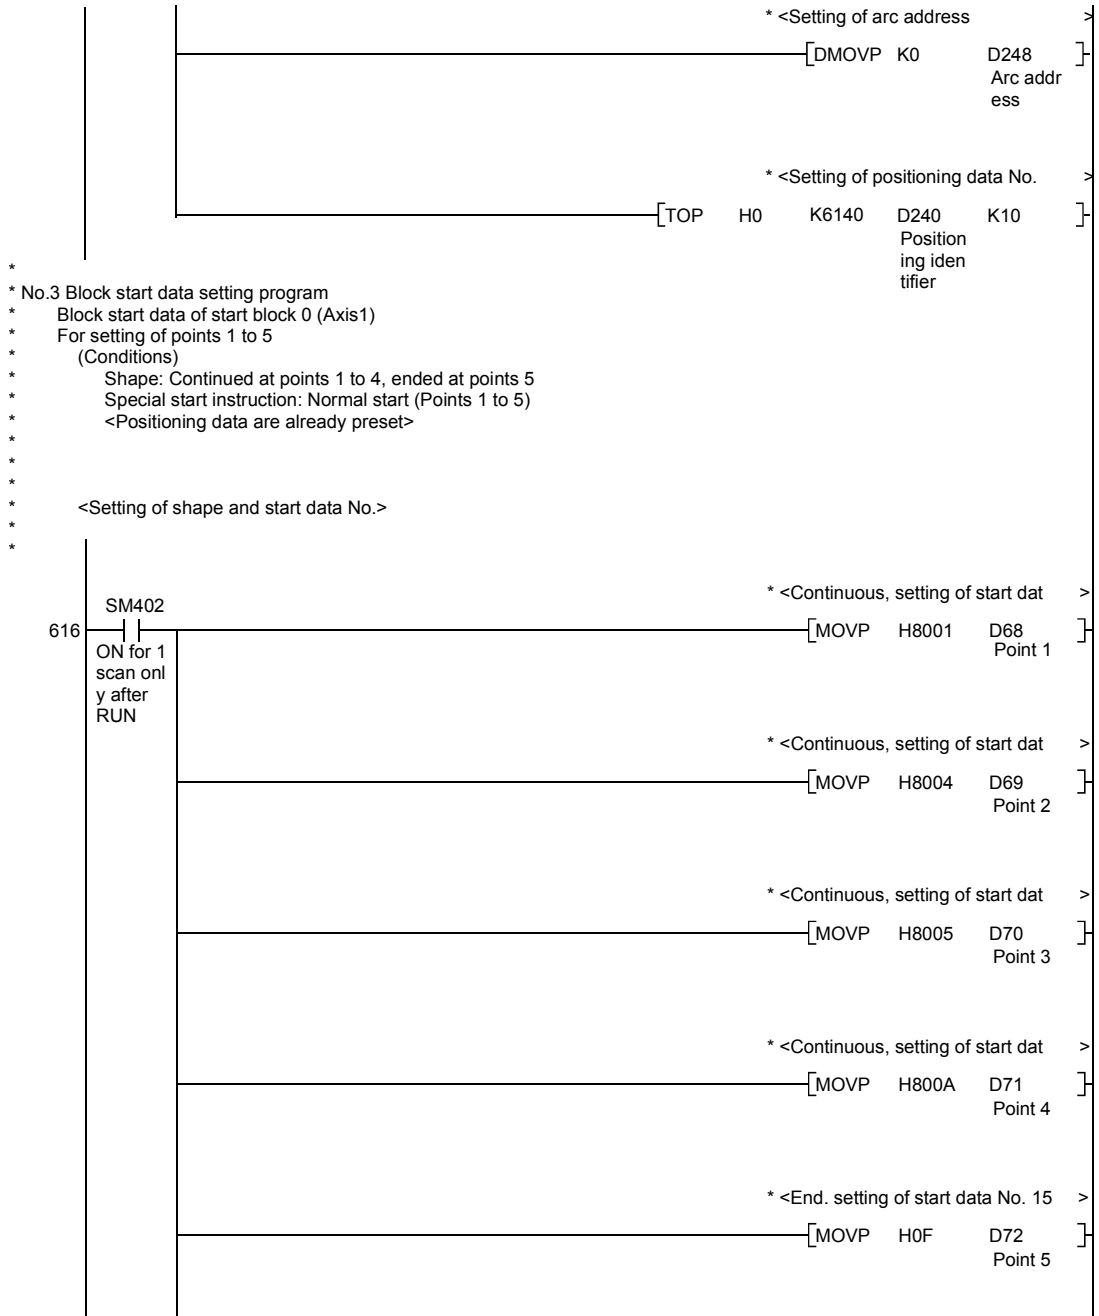 * <Setting of arc address >
DMOVP K0 D248
Arc addr
ess
* <Setting of positioning data No. >
TOP H0 K6140 D240 K10
Position
ing iden
tifier
*
* No.3 Block start data setting program
* Block start data of start block 0 (Axis1)
* For setting of points 1 to 5
* (Conditions)
* Shape: Continued at points 1 to 4, ended at points 5
* Special start instruction: Normal start (Points 1 to 5)
* <Positioning data are already preset>
*
*
*
* <Setting of shape and start data No.>
*
*
* <Continuous, setting of start dat >
SM402
616 MOVP H8001 D68
Point 1
ON for 1
scan onl
y after
RUN
* <Continuous, setting of start dat >
MOVP H8004 D69
Point 2
* <Continuous, setting of start dat >
MOVP H8005 D70
Point 3
* <Continuous, setting of start dat >
MOVP H800A D71
Point 4
* <End. setting of start data No. 15 >
MOVP H0F D72
Point 5